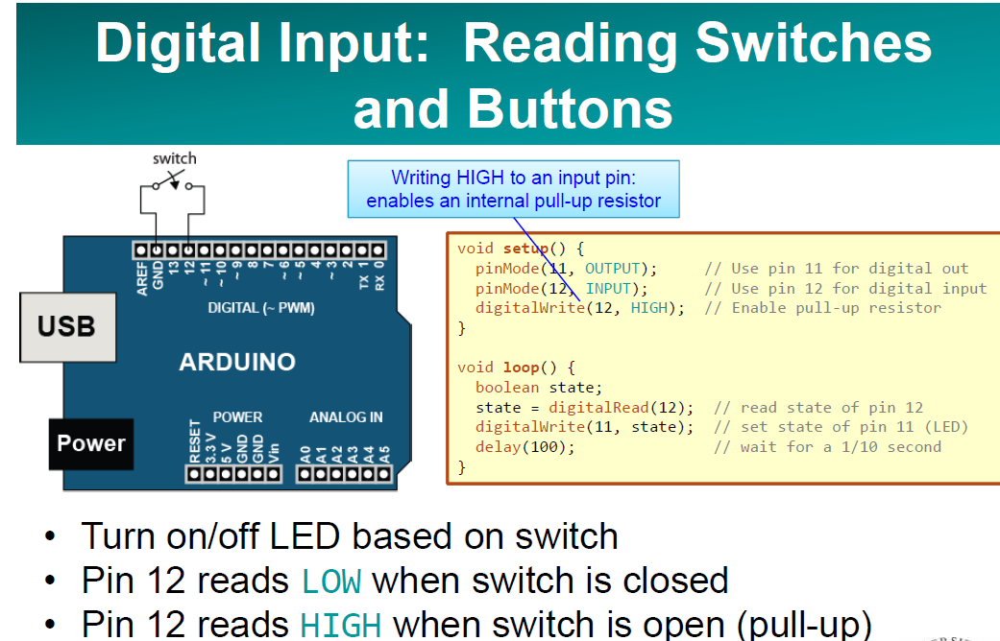 Digital Input: Reading Switches
and Buttons
switch
Writing HIGH to an input pin:
enables an internal pull-up resistor
AREF
GND
13
12
~ 11
~ 10
~ 9
8
7
~ 6
~ 5
4
~ 3
2
TX 1
RX 0
DIGITAL (~ PWM)
USB
ARDUINO
Power
POWER
ANALOG IN
RESET
3.3 V
5 V
GND
GND
Vin
A0
A1
A2
A3
A4
A5
void setup() {
  pinMode(11, OUTPUT);     // Use pin 11 for digital out
  pinMode(12, INPUT);      // Use pin 12 for digital input
  digitalWrite(12, HIGH);  // Enable pull-up resistor
}
void loop() {
  boolean state;
  state = digitalRead(12);  // read state of pin 12
  digitalWrite(11, state);  // set state of pin 11 (LED)
  delay(100);               // wait for a 1/10 second
}
• Turn on/off LED based on switch
• Pin 12 reads LOW when switch is closed
• Pin 12 reads HIGH when switch is open (pull-up)